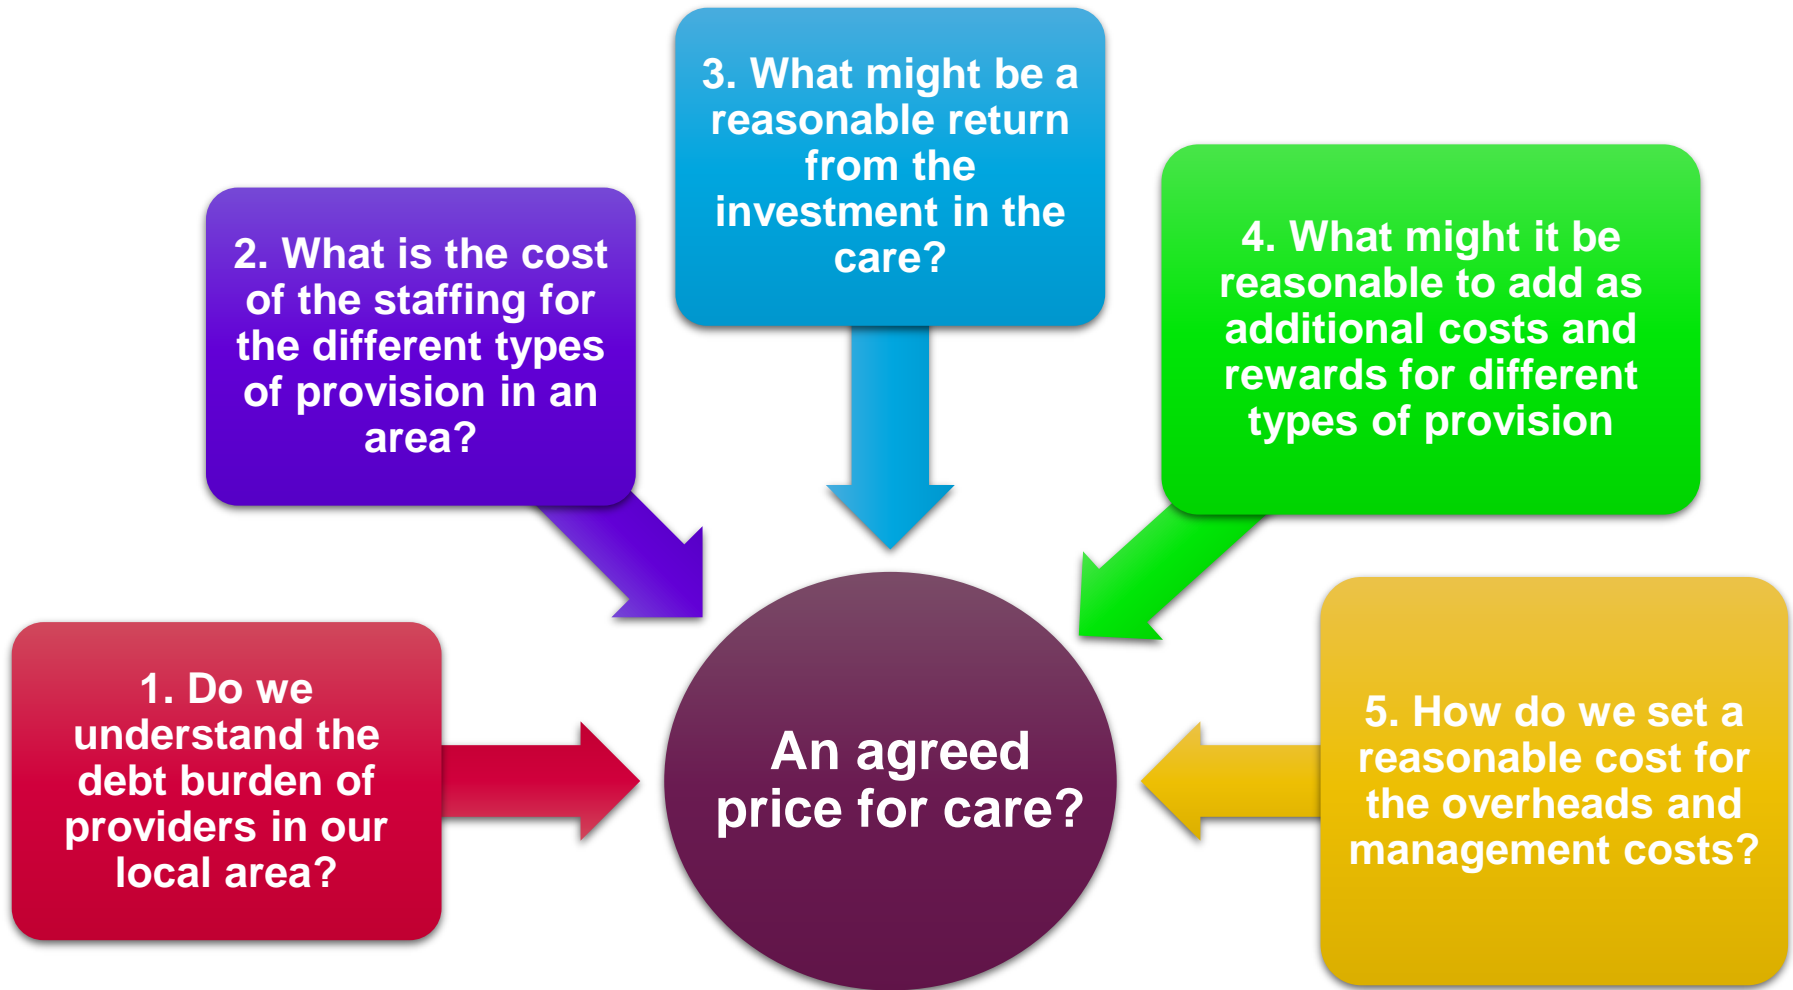 1. Do we
understand the
debt burden of
providers in our
local area?
2. What is the cost
of the staffing for
the different types
of provision in an
area?
3. What might be a
reasonable return
from the
investment in the
care?
4. What might it be
reasonable to add as
additional costs and
rewards for different
types of provision
5. How do we set a
reasonable cost for
the overheads and
management costs?
An agreed
price for care?